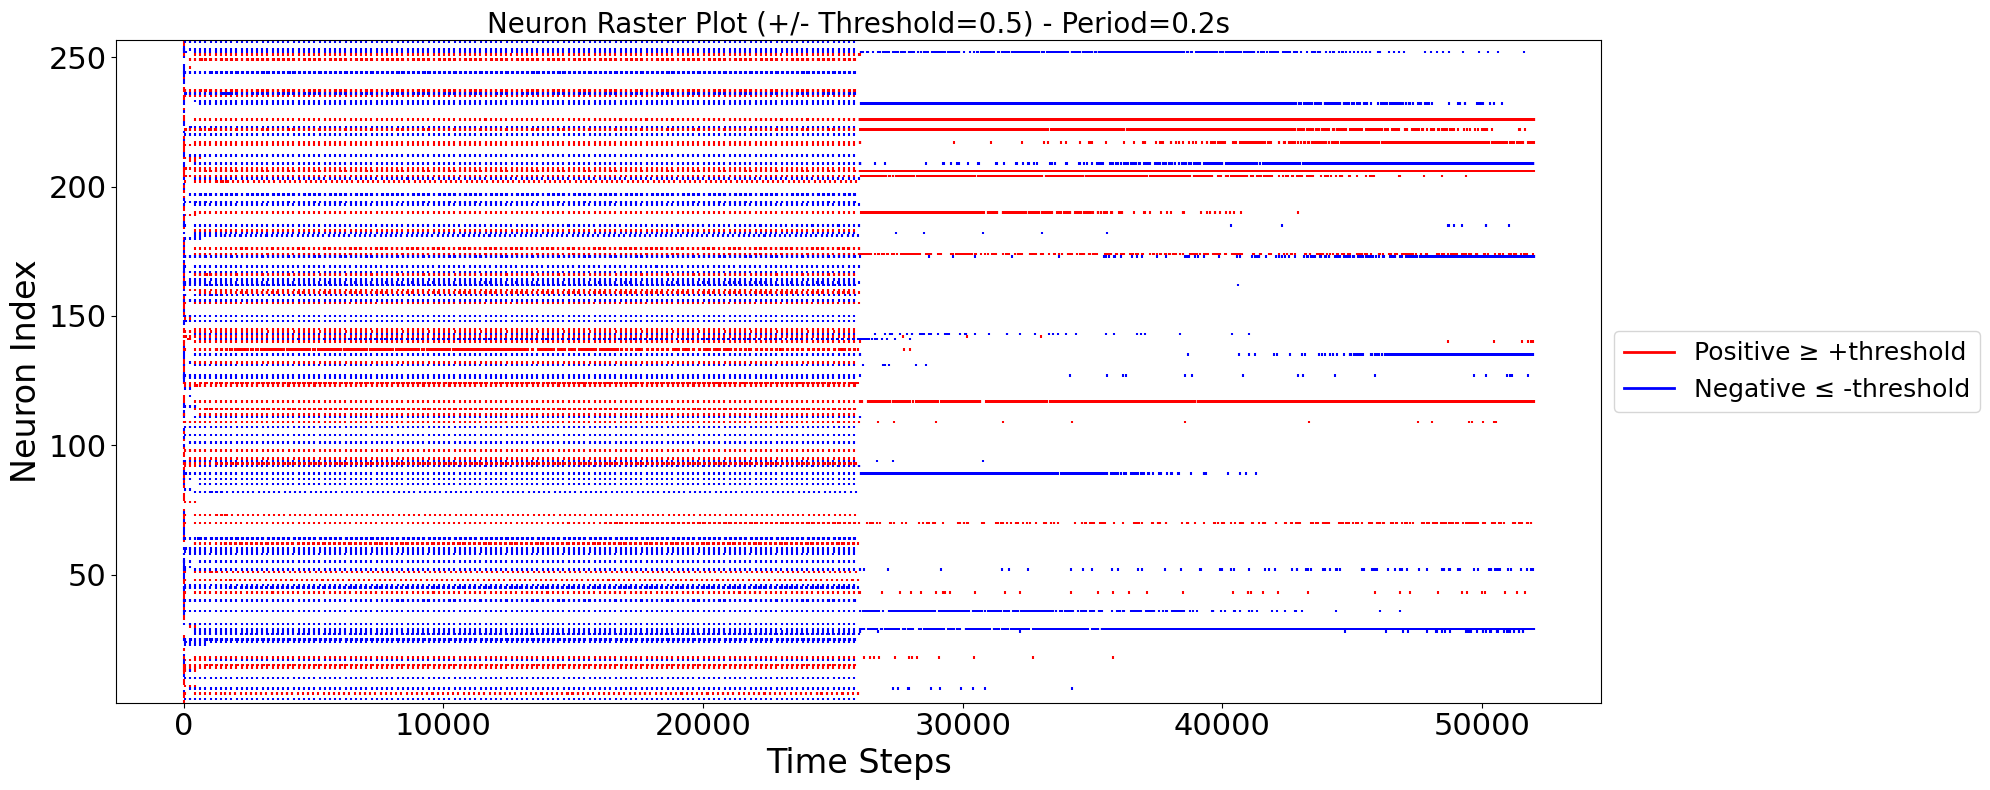 Neuron Raster Plot (+/- Threshold=0.5) - Period=0.2s
Neuron Index
250
200
150
100
50
0
10000
20000
30000
40000
50000
Time Steps
Positive ≥ +threshold
Negative ≤ -threshold